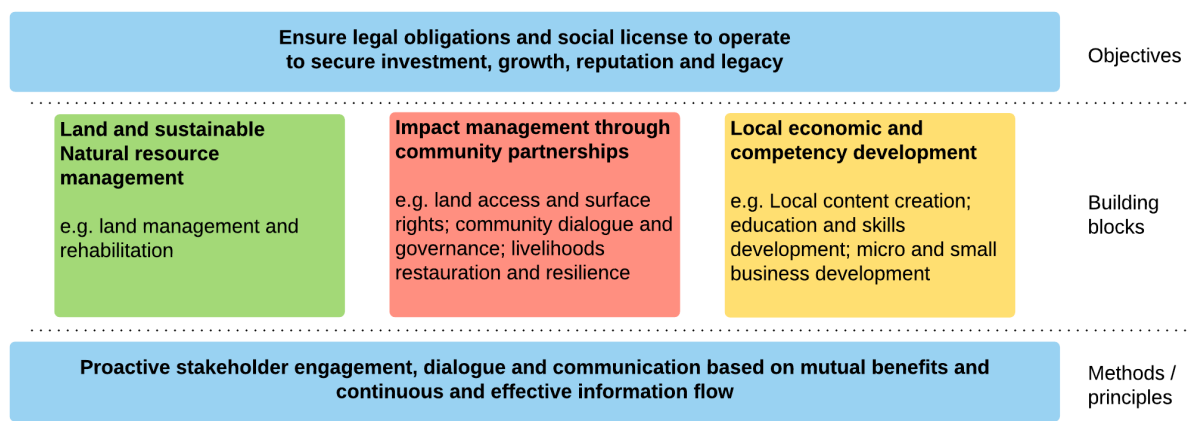 Ensure legal obligations and social license to operate
to secure investment, growth, reputation and legacy
Objectives
Land and sustainable
Natural resource
management
e.g. land management and
rehabilitation
Impact management through
community partnerships
e.g. land access and surface
rights; community dialogue and
governance; livelihoods
restauration and resilience
Local economic and
competency development
e.g. Local content creation;
education and skills
development; micro and small
business development
Building
blocks
Proactive stakeholder engagement, dialogue and communication based on mutual benefits and
continuous and effective information flow
Methods /
principles